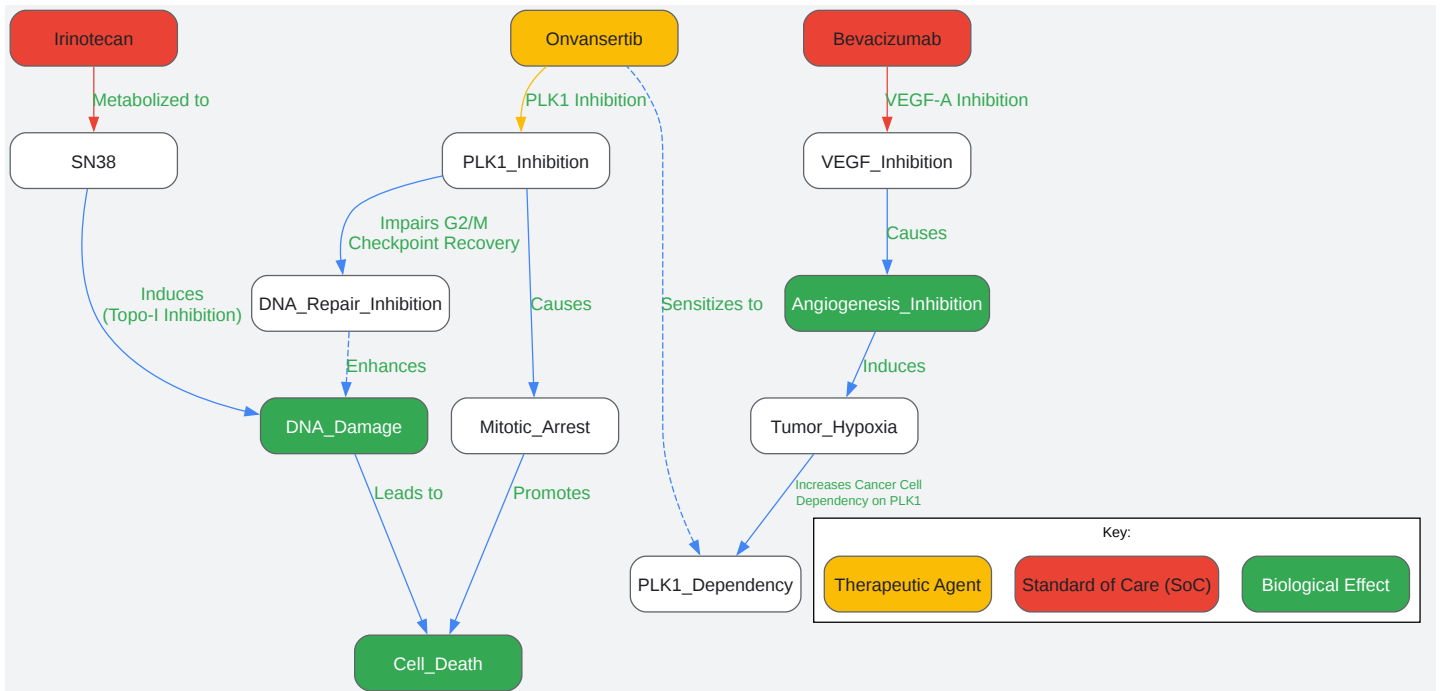 Irinotecan
Onvansertib
Bevacizumab
Metabolized to
PLK1 Inhibition
VEGF-A Inhibition
SN38
PLK1_Inhibition
VEGF_Inhibition
Impairs G2/M
Checkpoint Recovery
Causes
Induces
(Topo-I Inhibition)
DNA_Repair_Inhibition
Causes
Sensitizes to
Angiogenesis_Inhibition
Enhances
Induces
DNA_Damage
Mitotic_Arrest
Tumor_Hypoxia
Leads to
Promotes
Increases Cancer Cell
Dependency on PLK1
Key:
PLK1_Dependency
Therapeutic Agent
Standard of Care (SoC)
Biological Effect
Cell_Death